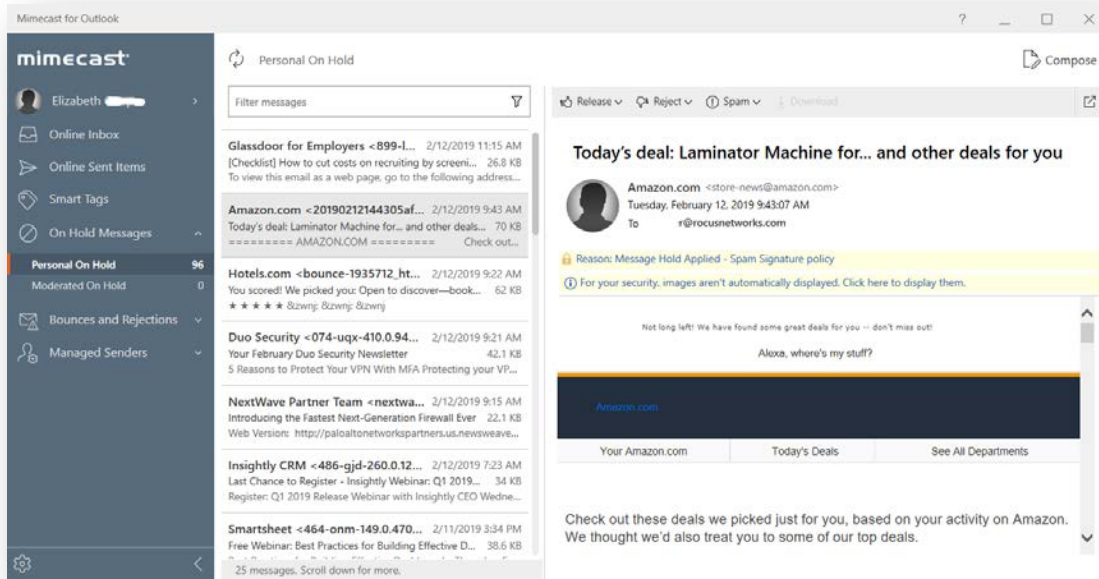 Mimecast for Outlook
?
mimecast
Elizabeth
Online Inbox
Online Sent Items
Smart Tags
On Hold Messages
Personal On Hold 96
Moderated On Hold 0
Bounces and Rejections
Managed Senders
Personal On Hold
Compose
Filter messages
Glassdoor for Employers <899-l... 2/12/2019 11:15 AM
[Checklist] How to cut costs on recruiting by screeni... 26.8 KB
To view this email as a web page, go to the following address...
Amazon.com <20190212144305af... 2/12/2019 9:43 AM
Today's deal: Laminator Machine for... and other deals... 70 KB
========= AMAZON.COM ========= Check out...
Hotels.com <bounce-1935712_ht... 2/12/2019 9:22 AM
You scored! We picked you: Open to discover—book... 62 KB
★ ★ ★ ★ ★ &zwnj; &zwnj; &zwnj;
Duo Security <074-uqx-410.0.94... 2/12/2019 9:21 AM
Your February Duo Security Newsletter 42.1 KB
5 Reasons to Protect Your VPN With MFA Protecting your VP...
NextWave Partner Team <nextwa... 2/12/2019 9:15 AM
Introducing the Fastest Next-Generation Firewall Ever 22.1 KB
Web Version: http://paloaltonetworkspartners.us.newsweave...
Insightly CRM <486-gjd-260.0.12... 2/12/2019 7:23 AM
Last Chance to Register - Insightly Webinar: Q1 2019... 34 KB
Register: Q1 2019 Release Webinar with Insightly CEO Wedne...
Smartsheet <464-onm-149.0.470... 2/11/2019 3:34 PM
Free Webinar: Best Practices for Building Effective D... 38.6 KB
25 messages. Scroll down for more.
Release Reject Spam Download
Today's deal: Laminator Machine for... and other deals for you
Amazon.com <store-news@amazon.com>
Tuesday, February 12, 2019 9:43:07 AM
To r@rocusnetworks.com
Reason: Message Hold Applied - Spam Signature policy
For your security, images aren't automatically displayed. Click here to display them.
Not long left! We have found some great deals for you -- don't miss out!
Alexa, where's my stuff?
Amazon.com
Your Amazon.com Today's Deals See All Departments
Check out these deals we picked just for you, based on your activity on Amazon.
We thought we'd also treat you to some of our top deals.